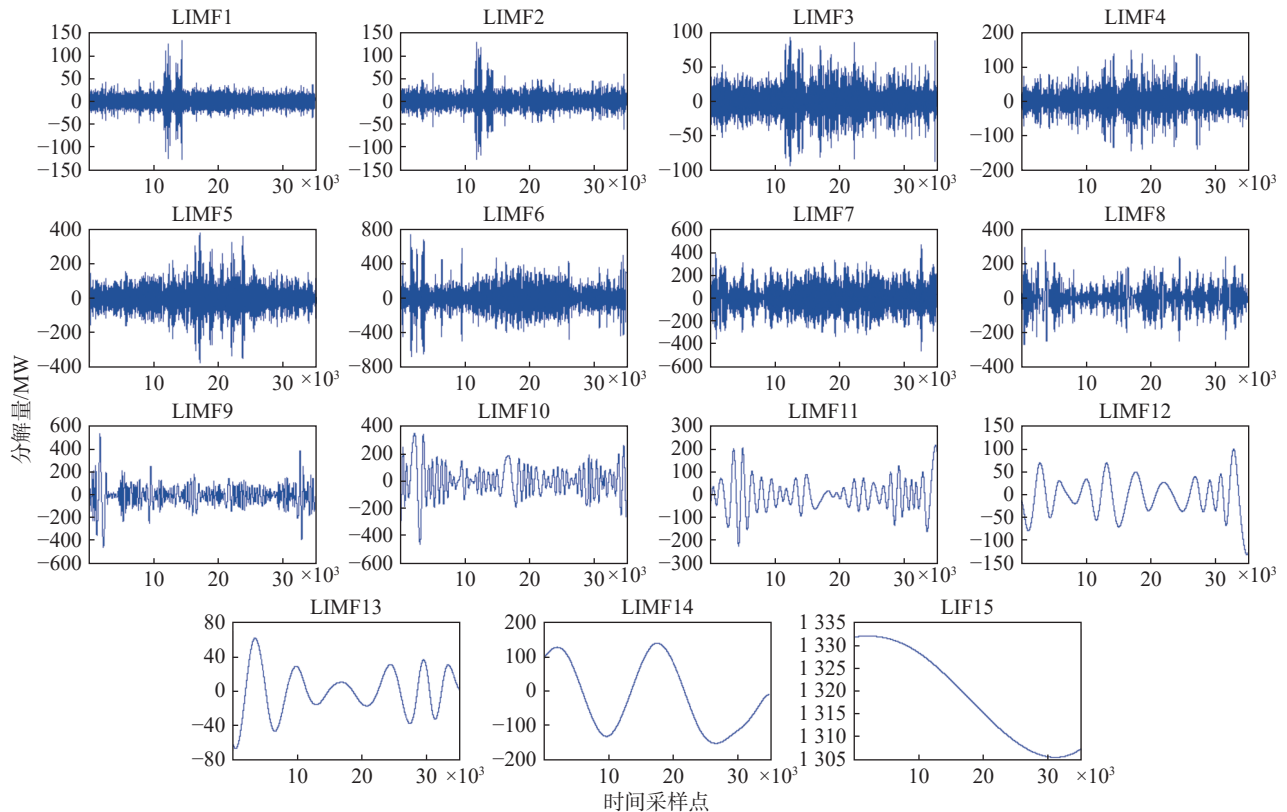 LIMF1 LIMF2 LIMF3 LIMF4
150 150 100 200
100 100 50 100
50 50 0 0
0 0 −50 −100
−50 −50 −100 −200
−100 −100
−150 −150
10 20 30 ×10³ 10 20 30 ×10³ 10 20 30 ×10³ 10 20 30 ×10³
LIMF5 LIMF6 LIMF7 LIMF8
400 800 600 400
200 400 400 200
0 0 200 0
−200 −400 0 −200
−400 −800 −200 −400
−400
−600
10 20 30 ×10³ 10 20 30 ×10³ 10 20 30 ×10³ 10 20 30 ×10³
分解量/MW
LIMF9 LIMF10 LIMF11 LIMF12
600 400 300 150
400 200 200 100
200 0 100 50
0 −200 0 0
−200 −400 −100 −50
−400 −600 −200 −100
−600 −300 −150
10 20 30 ×10³ 10 20 30 ×10³ 10 20 30 ×10³ 10 20 30 ×10³
LIMF13 LIMF14 LIF15
80 200 1 335
40 100 1 330
0 0 1 325
−40 −100 1 320
−80 −200 1 315
1 310
1 305
10 20 30 ×10³ 10 20 30 ×10³ 10 20 30 ×10³
时间采样点